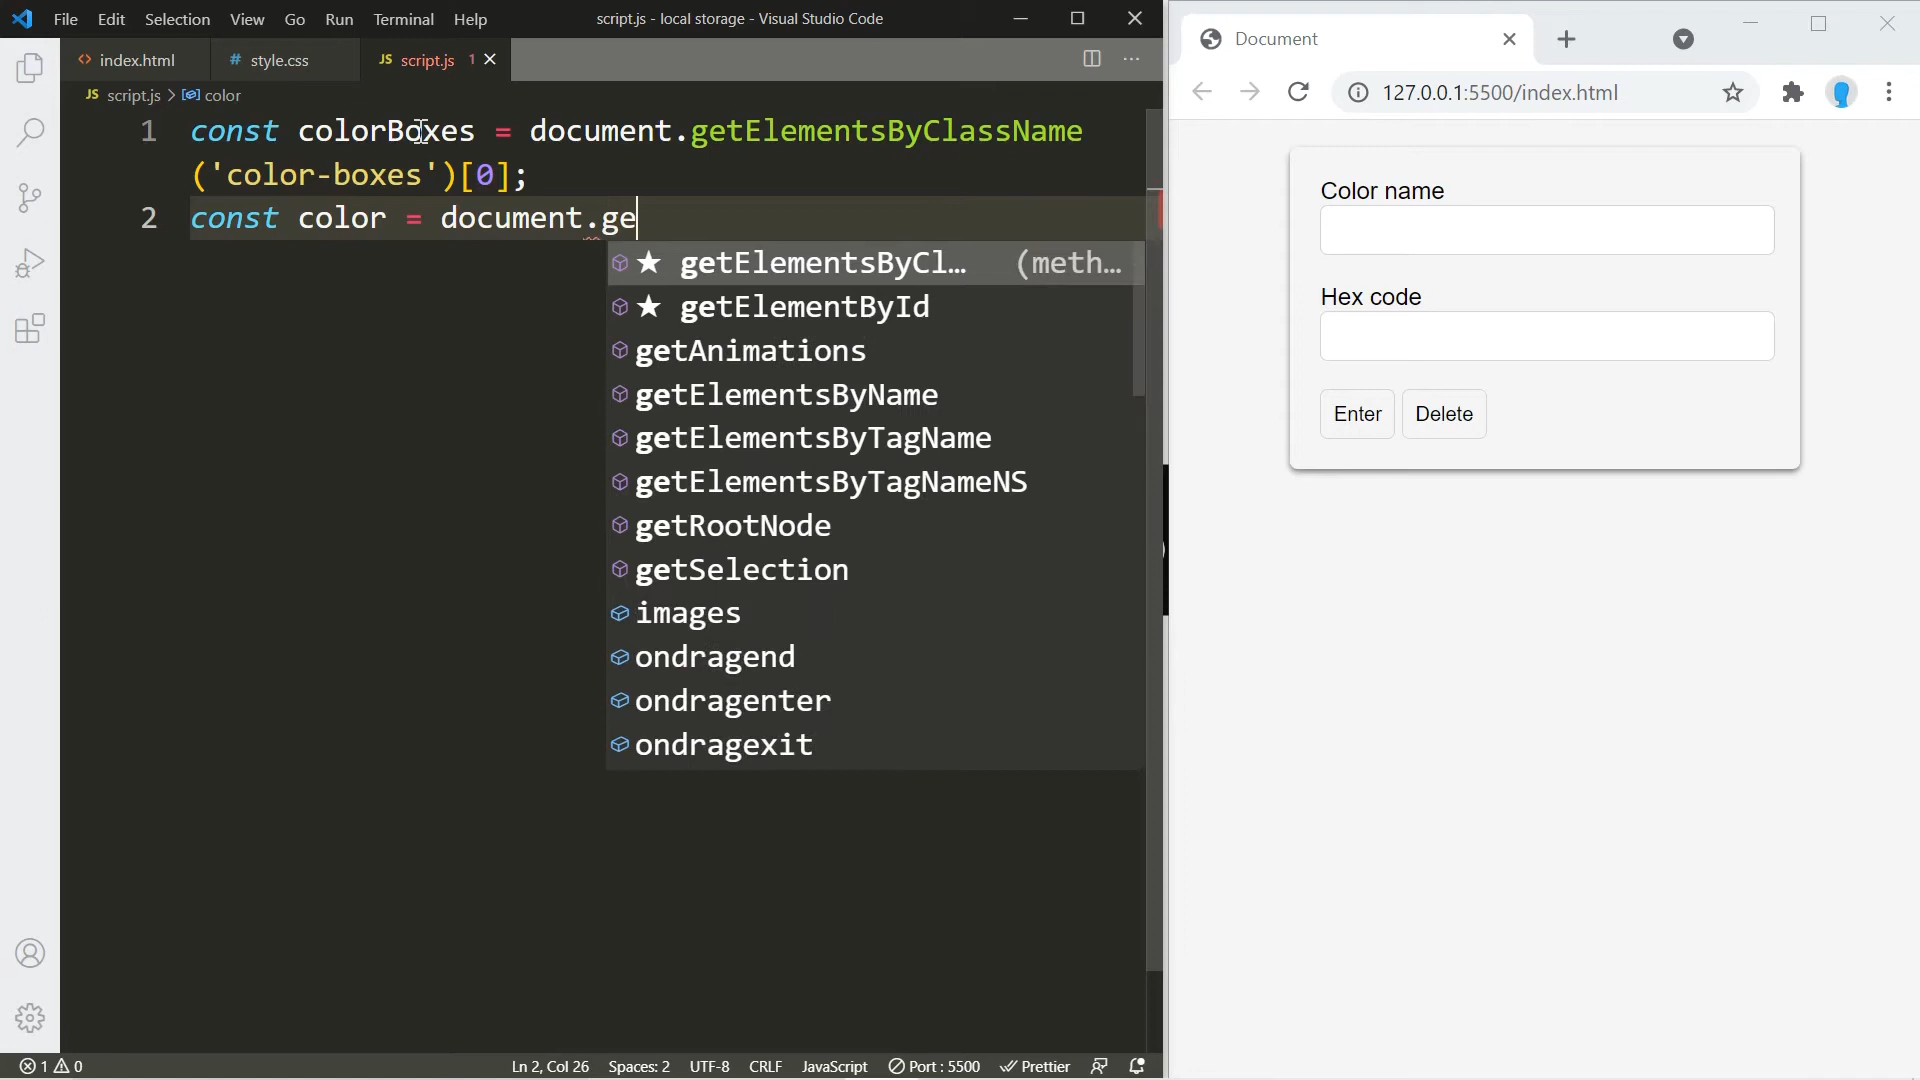 File Edit Selection View Go Run Terminal Help script.js - local storage - Visual Studio Code
index.html style.css JS script.js 1
JS script.js > color
1 const colorBoxes = document.getElementsByClassName
('color-boxes')[0];
2 const color = document.ge
★ getElementsByCl… (meth…
★ getElementById
getAnimations
getElementsByName
getElementsByTagName
getElementsByTagNameNS
getRootNode
getSelection
images
ondragend
ondragenter
ondragexit
1 0 Ln 2, Col 26 Spaces: 2 UTF-8 CRLF JavaScript Port : 5500 Prettier
Document
127.0.0.1:5500/index.html
Color name
Hex code
Enter Delete